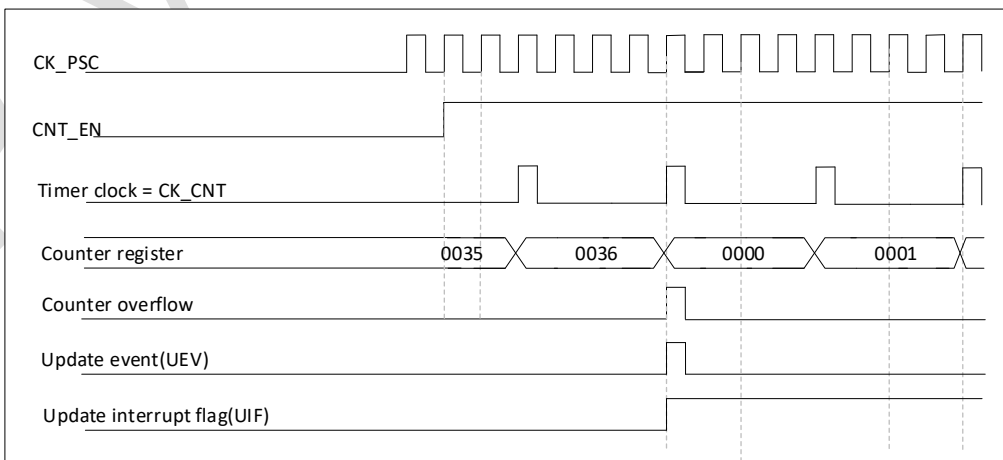 CK_PSC
CNT_EN
Timer clock = CK_CNT
Counter register 0035 0036 0000 0001
Counter overflow
Update event(UEV)
Update interrupt flag(UIF)